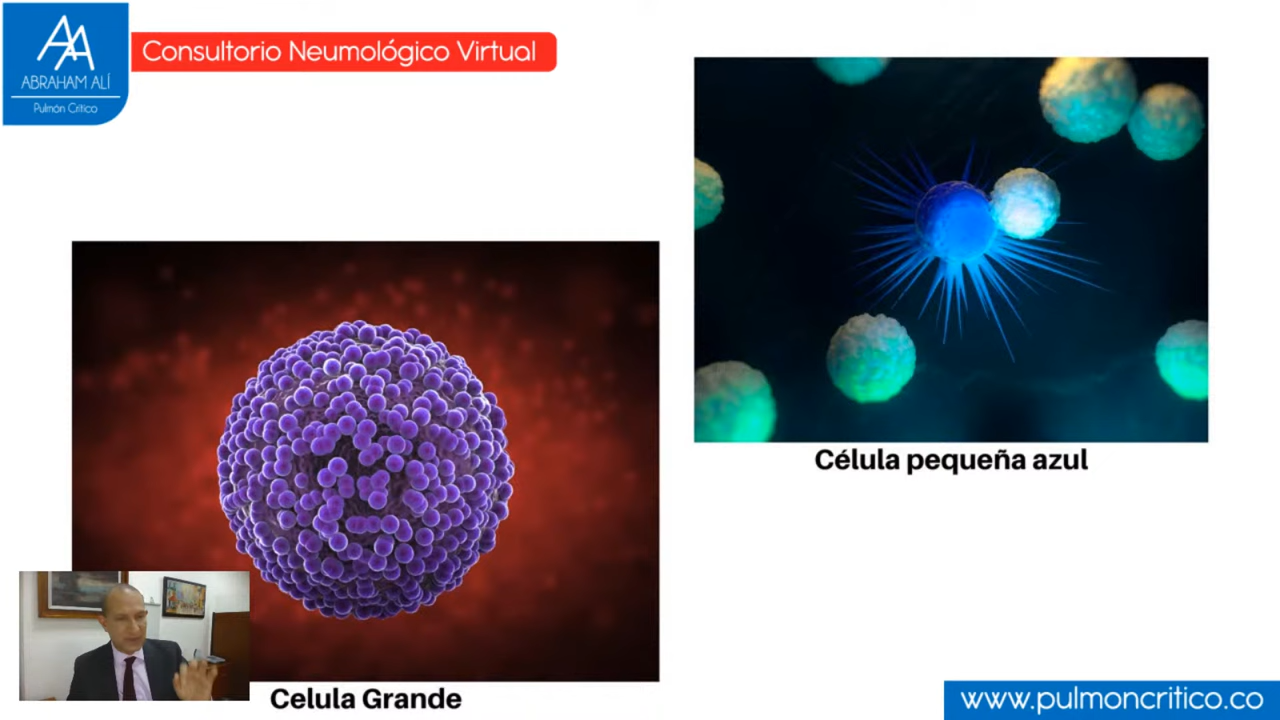 AA
ABRAHAM ALÍ
Pulmón Crítico
Consultorio Neumológico Virtual
Célula pequeña azul
Celula Grande
www.pulmoncritico.co